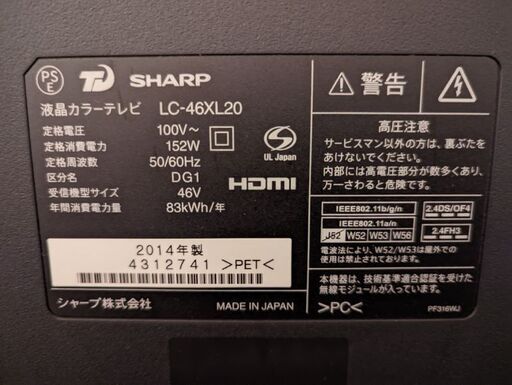 PS
E
SHARP
液晶カラーテレビ LC-46XL20
定格電圧 100V～
定格消費電力 152W
定格周波数 50/60Hz
区分名 DG1
受信機型サイズ 46V
年間消費電力量 83kWh/年
UL Japan
HDMI
2014年製
4312741 >PET<
シャープ株式会社 MADE IN JAPAN
警告
高圧注意
サービスマン以外の方は、裏ぶたを
あけないでください。
内部には高電圧部分が数多くあり、
万一さわると危険です。
IEEE802.11b/g/n
IEEE802.11a/n
J52 W52 W53 W56
2.4DS/OF4
2.4FH3
電波法により、W52/W53は屋外での
使用は禁止されています。
本機器は、技術基準適合認証を受けた
無線モジュールが入っています。
>PC<
PF316WJ